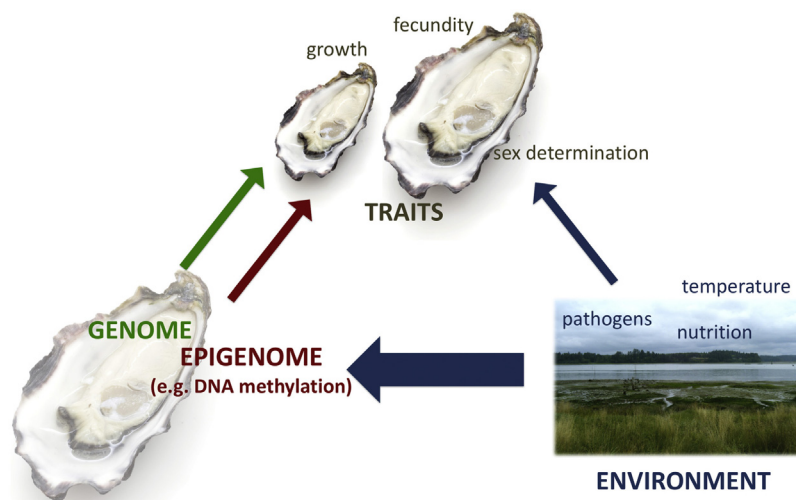 fecundity
growth
sex determination
TRAITS
temperature
pathogens
nutrition
GENOME
EPIGENOME
(e.g. DNA methylation)
ENVIRONMENT